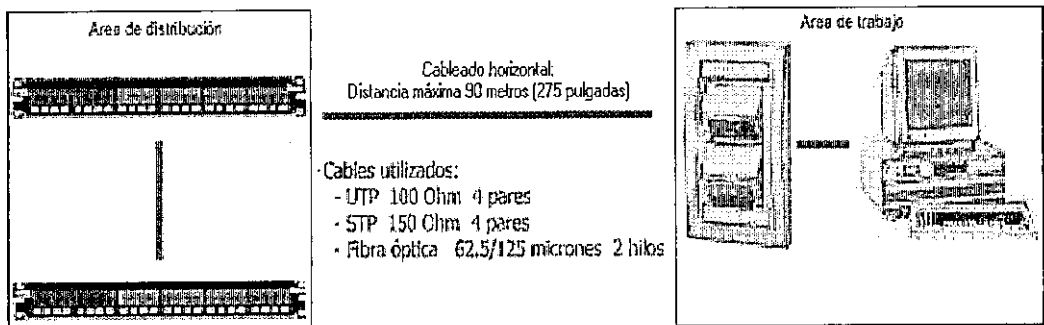 Area de distribución
Cableado horizontal:
Distancia máxima 90 metros (275 pulgadas)
· Cables utilizados:
- UTP 100 Ohm 4 pares
- STP 150 Ohm 4 pares
- Fibra óptica 62.5/125 micrones 2 hilos
Area de trabajo